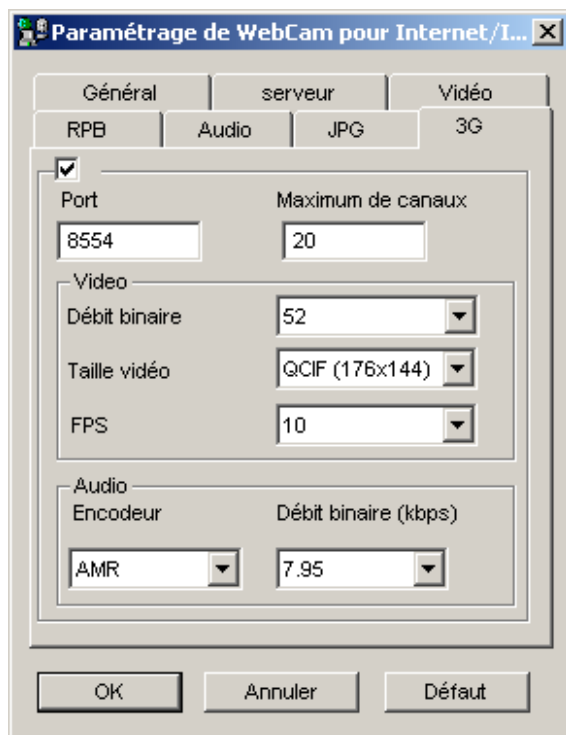 Paramétrage de WebCam pour Internet/I...
Général serveur Vidéo
RPB Audio JPG 3G
Port Maximum de canaux
8554 20
Video
Débit binaire 52
Taille vidéo QCIF (176x144)
FPS 10
Audio
Encodeur Débit binaire (kbps)
AMR 7.95
OK Annuler Défaut